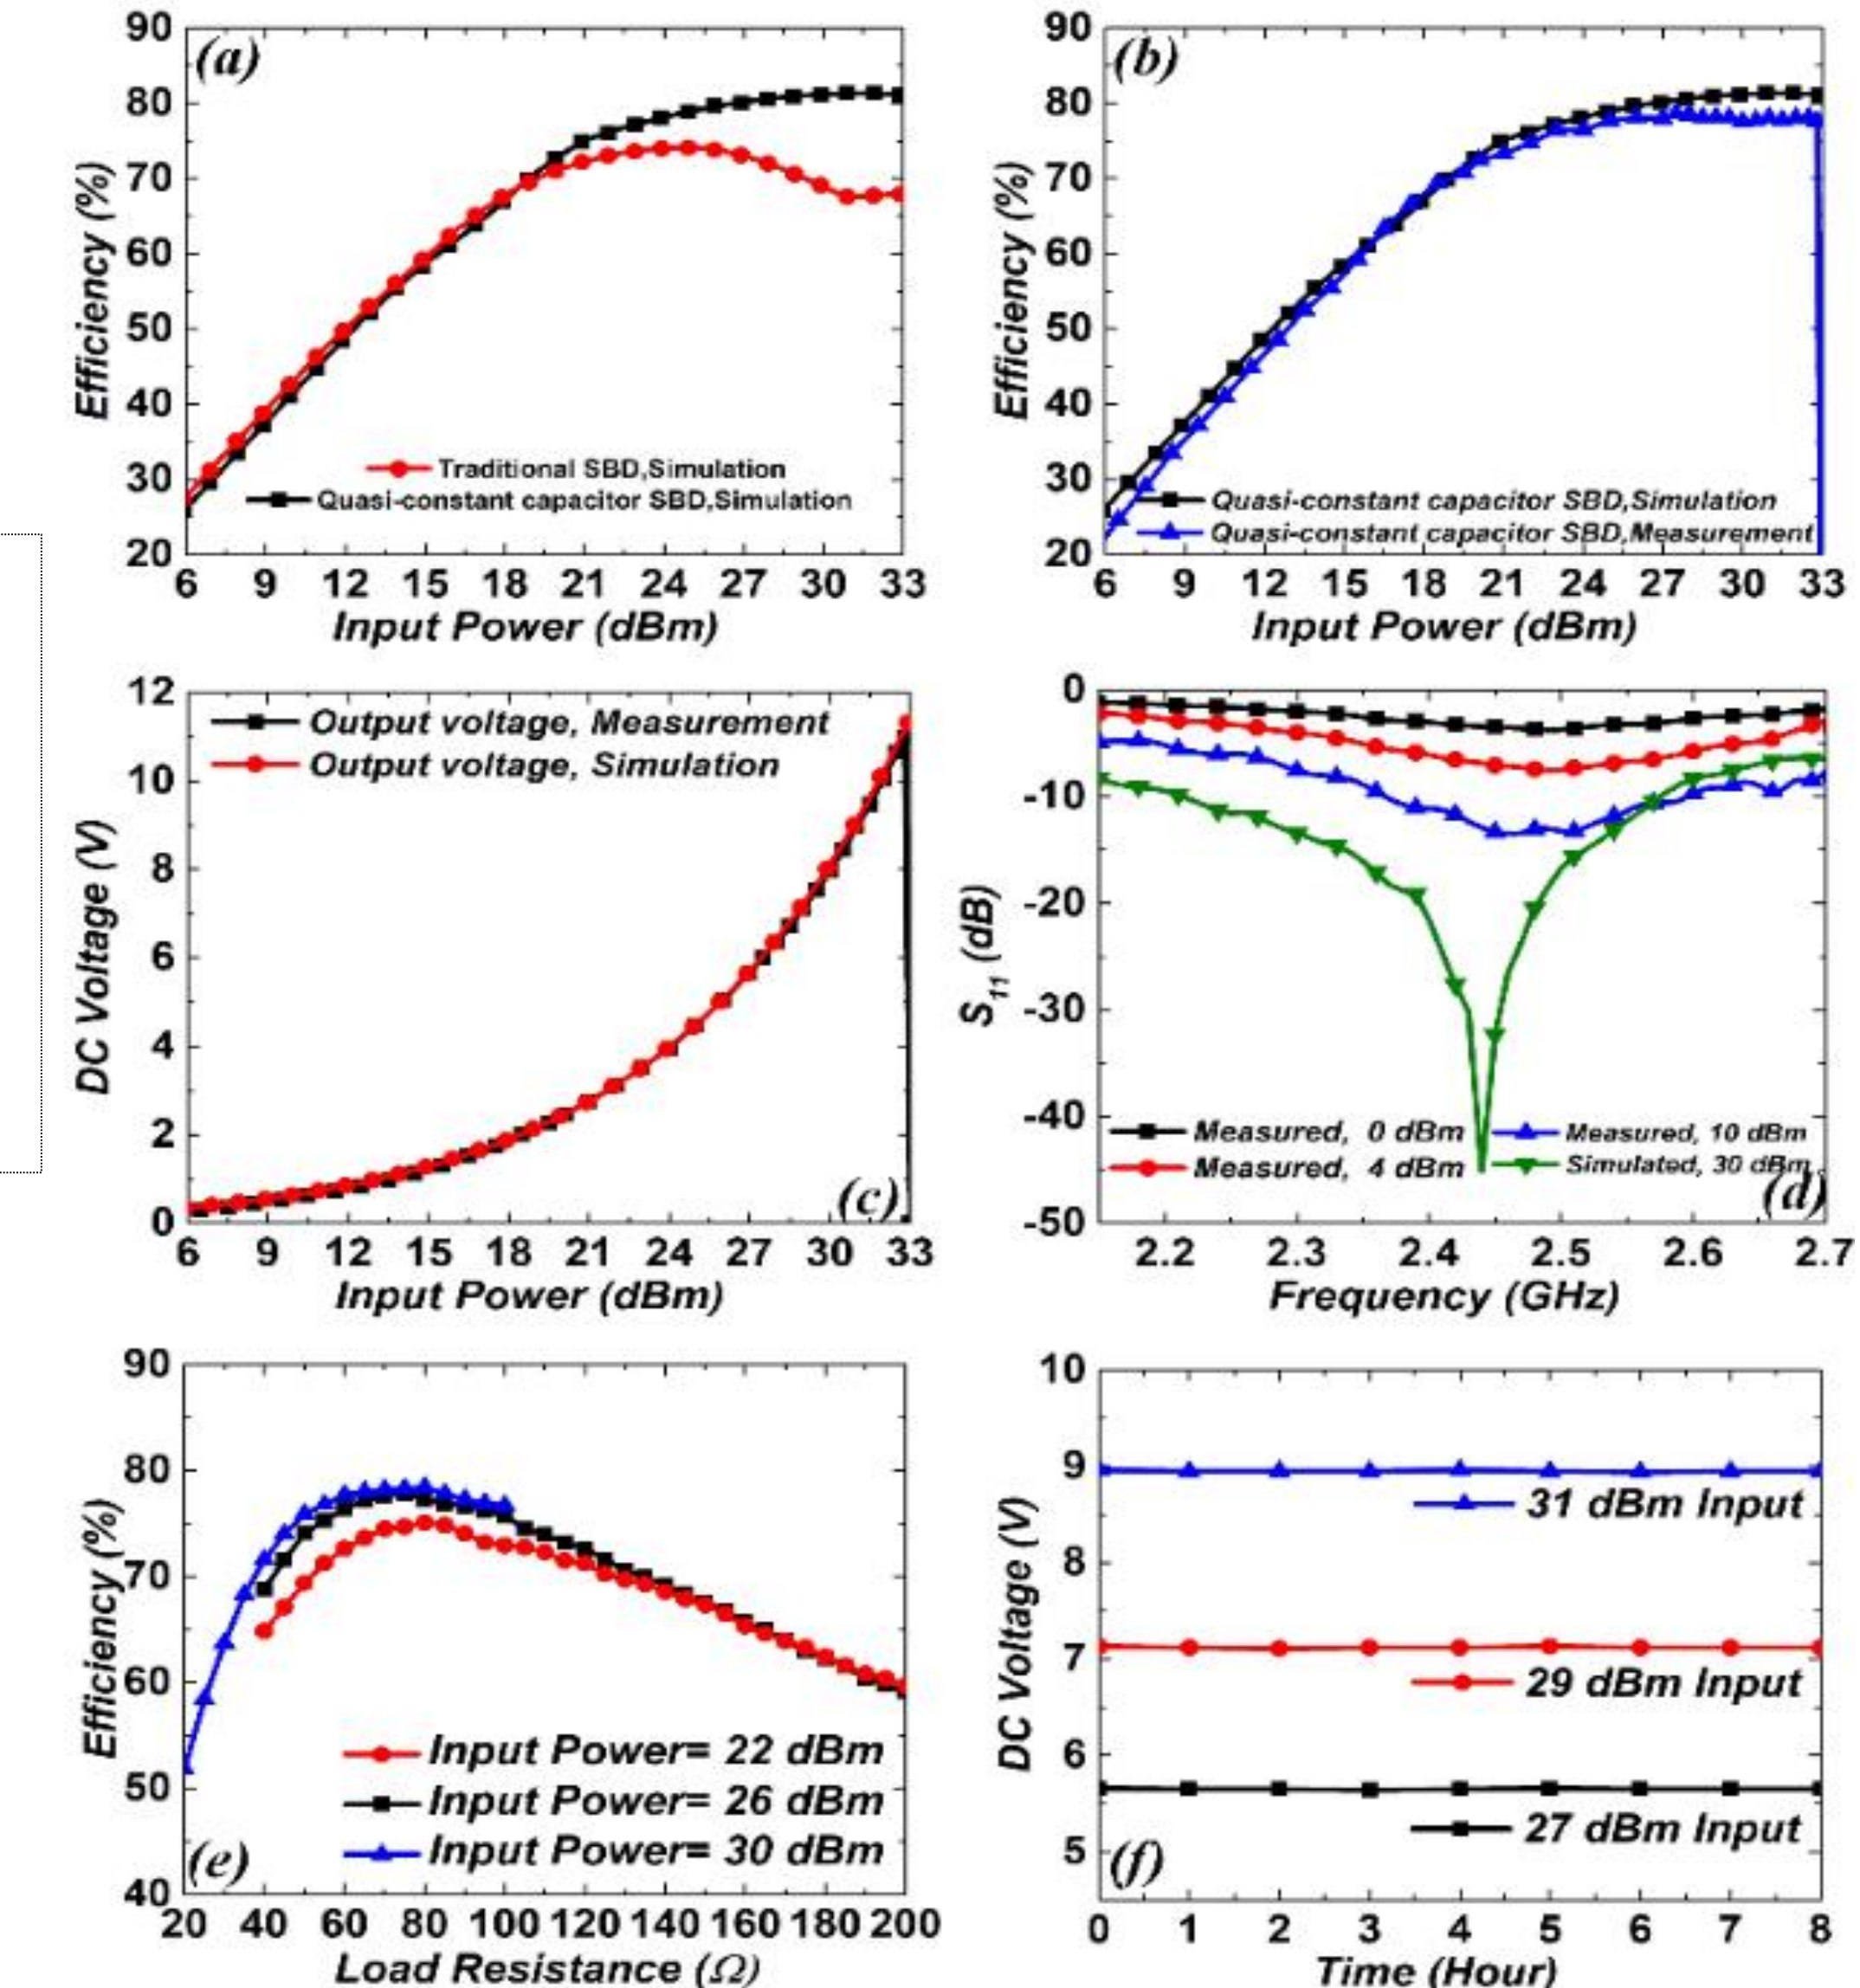 (a)
90
80
70
60
50
40
30
20
Efficiency (%)
Traditional SBD,Simulation
Quasi-constant capacitor SBD,Simulation
6 9 12 15 18 21 24 27 30 33
Input Power (dBm)
(b)
90
80
70
60
50
40
30
20
Efficiency (%)
Quasi-constant capacitor SBD,Simulation
Quasi-constant capacitor SBD,Measurement
6 9 12 15 18 21 24 27 30 33
Input Power (dBm)
12
10
8
6
4
2
0
DC Voltage (V)
Output voltage, Measurement
Output voltage, Simulation
(c)
6 9 12 15 18 21 24 27 30 33
Input Power (dBm)
0
-10
-20
-30
-40
-50
S11 (dB)
Measured, 0 dBm
Measured, 10 dBm
Measured, 4 dBm
Simulated, 30 dBm
(d)
2.2 2.3 2.4 2.5 2.6 2.7
Frequency (GHz)
90
80
70
60
50
40
Efficiency (%)
Input Power= 22 dBm
Input Power= 26 dBm
Input Power= 30 dBm
(e)
20 40 60 80 100 120 140 160 180 200
Load Resistance (Ω)
10
9
8
7
6
5
DC Voltage (V)
31 dBm Input
29 dBm Input
27 dBm Input
(f)
0 1 2 3 4 5 6 7 8
Time (Hour)